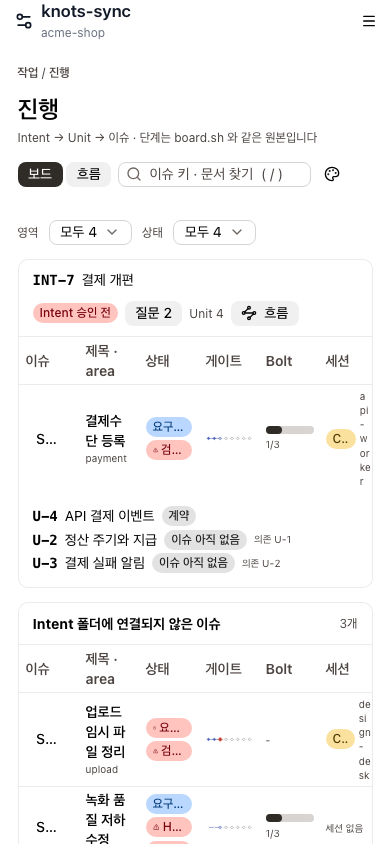 knots-sync
acme-shop
작업 / 진행
진행
Intent → Unit → 이슈 · 단계는 board.sh 와 같은 원본입니다
보드 흐름 이슈 키 · 문서 찾기 ( / )
영역 모두 4 상태 모두 4
INT-7 결제 개편
Intent 승인 전 질문 2 Unit 4 흐름
이슈 제목 · area 상태 게이트 Bolt 세션
S... 결제수단 등록 payment 요구... 검... 1/3 C.. api-worker
U-4 API 결제 이벤트 계약
U-2 정산 주기와 지급 이슈 아직 없음 의존 U-1
U-3 결제 실패 알림 이슈 아직 없음 의존 U-2
Intent 폴더에 연결되지 않은 이슈 3개
이슈 제목 · area 상태 게이트 Bolt 세션
S... 업로드 임시 파일 정리 upload 요... 검... - C.. design-desk
S... 녹화 품질 저하 수정 요구... H... 1/3 세션 없음